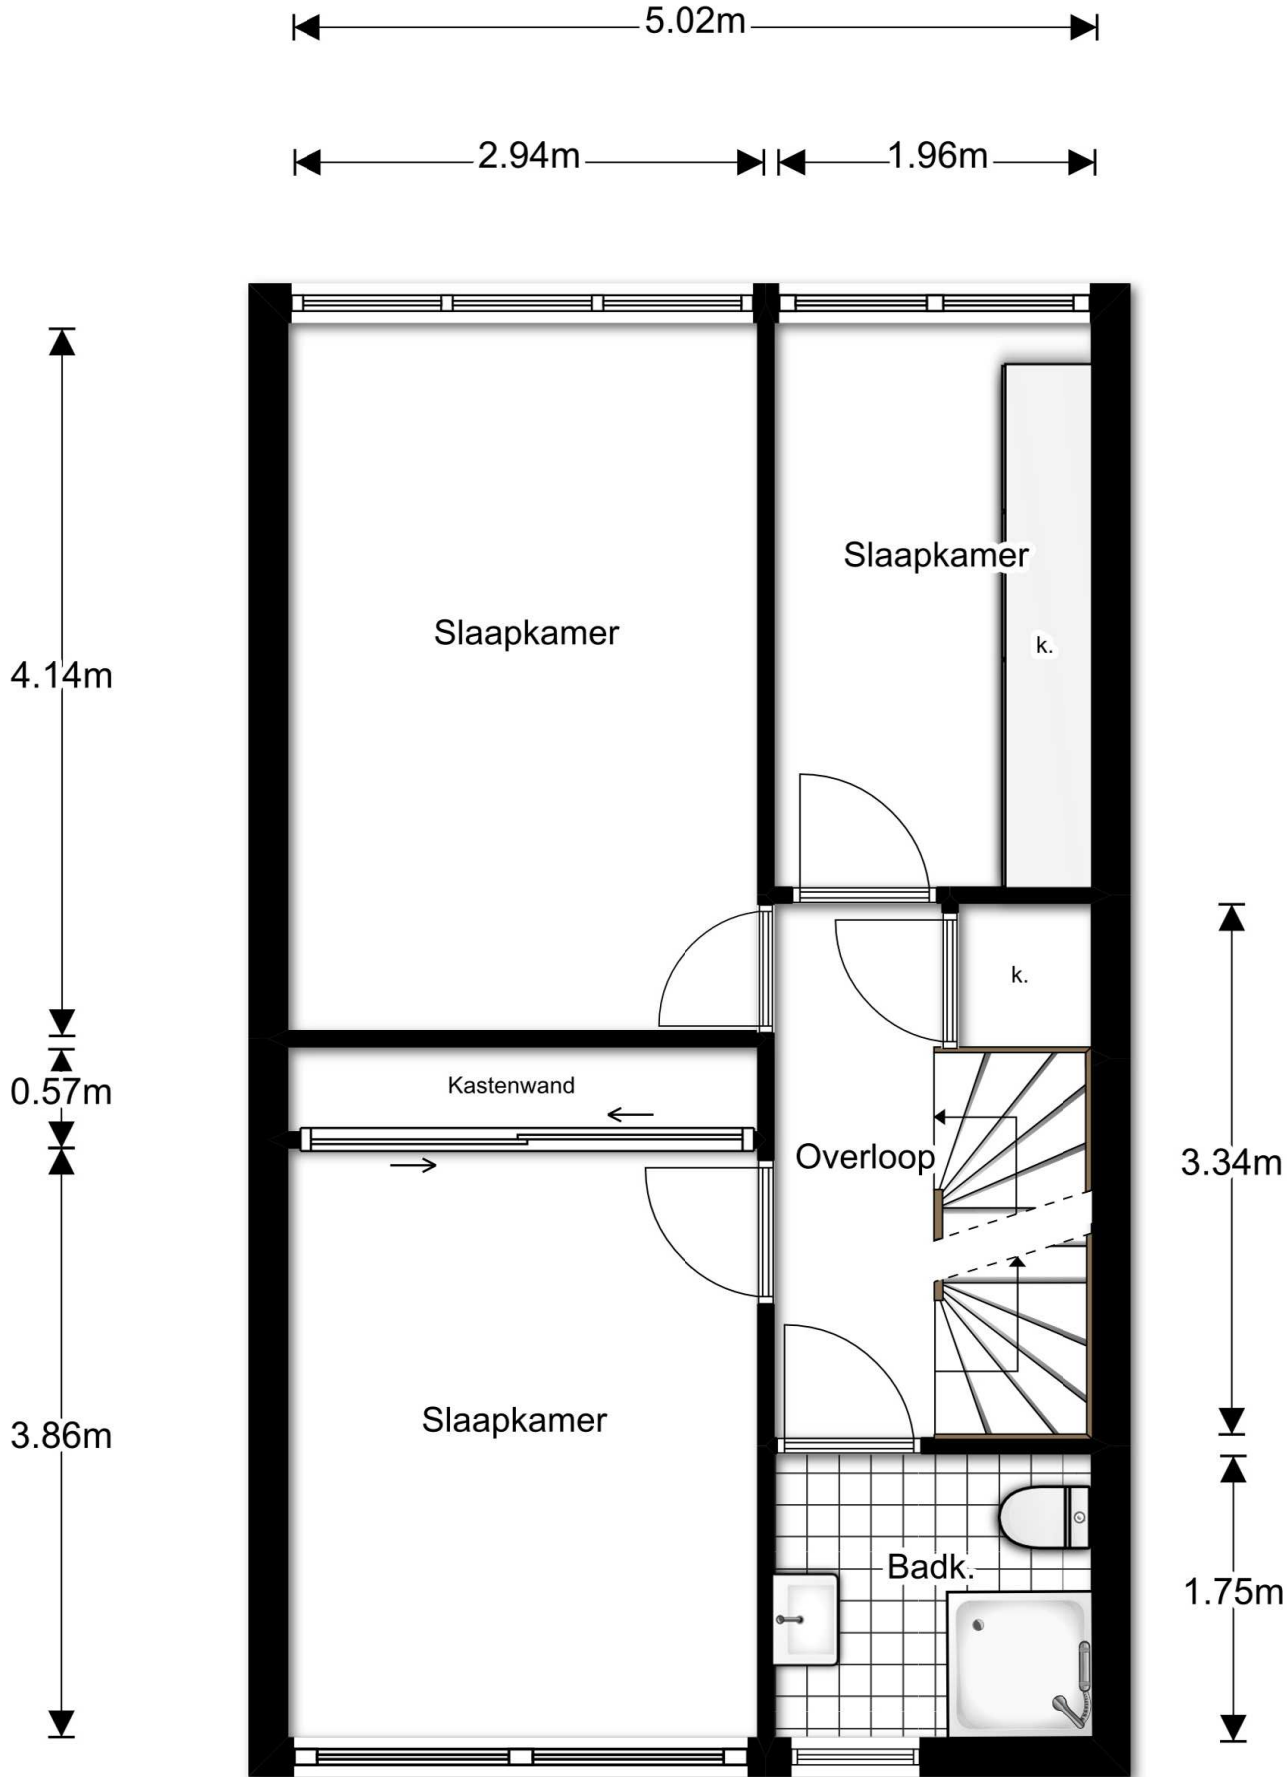 5.02m
2.94m
1.96m
Slaapkamer
Slaapkamer
k.
4.14m
k.
0.57m
Kastenwand
Overloop
3.34m
3.86m
Slaapkamer
Badk.
1.75m